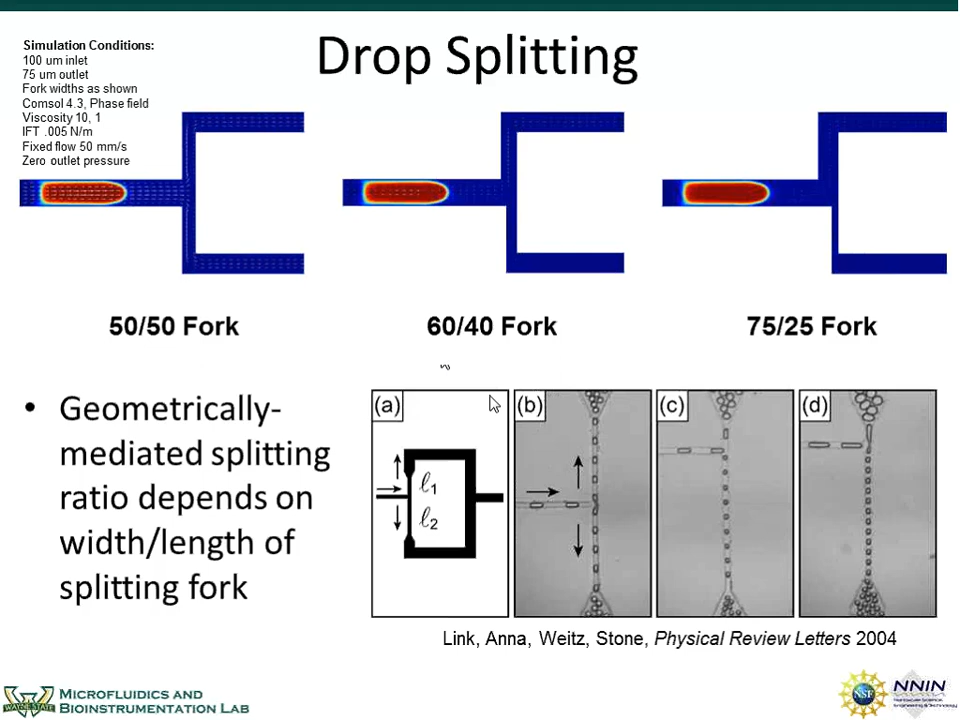 Drop Splitting
Simulation Conditions:
100 um inlet
75 um outlet
Fork widths as shown
Comsol 4.3, Phase field
Viscosity 10, 1
IFT .005 N/m
Fixed flow 50 mm/s
Zero outlet pressure
50/50 Fork
60/40 Fork
75/25 Fork
• Geometrically-
mediated splitting
ratio depends on
width/length of
splitting fork
(a)
ℓ1
ℓ2
(b)
(c)
(d)
Link, Anna, Weitz, Stone, Physical Review Letters 2004
WAYNE STATE
MICROFLUIDICS AND
BIOINSTRUMENTATION LAB
NSF
NNIN